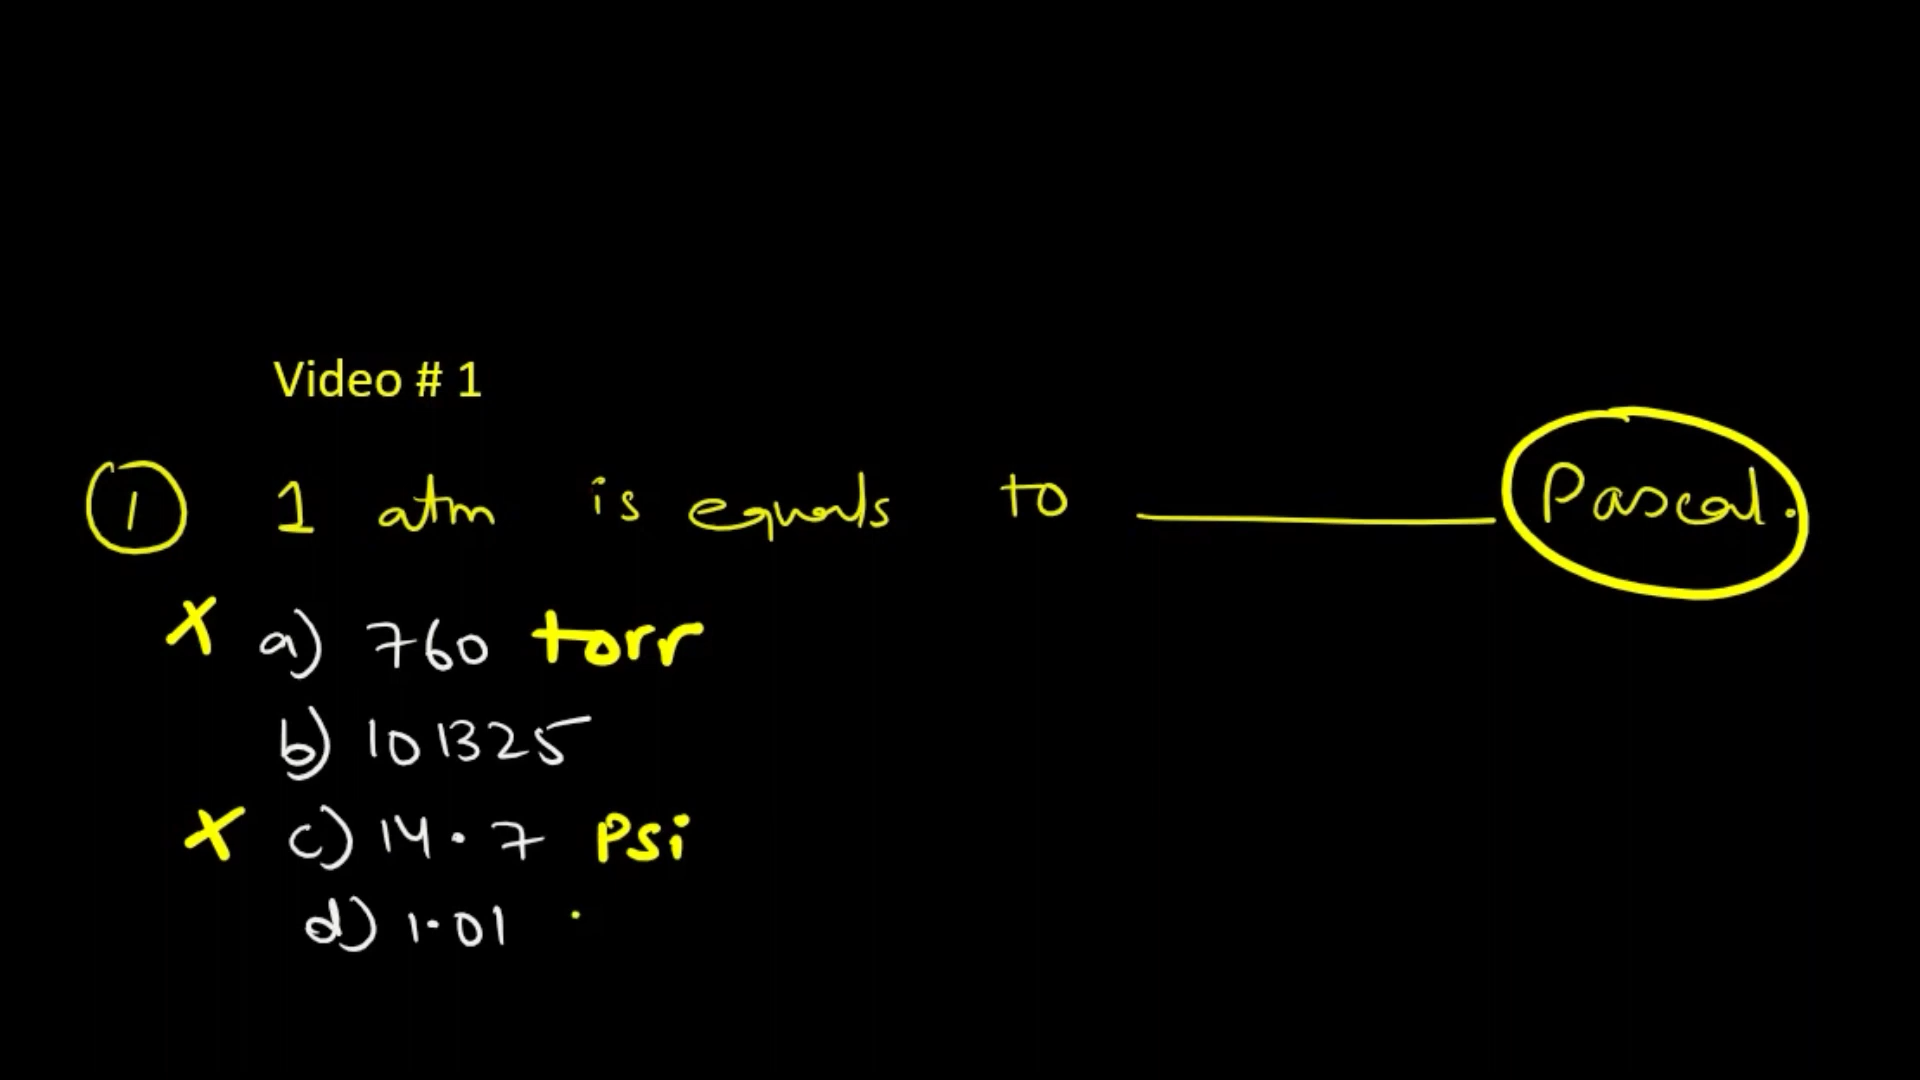 Video # 1
① 1 atm is equals to ________ Pascal.
x a) 760 torr
b) 101325
x c) 14.7 Psi
d) 1.01